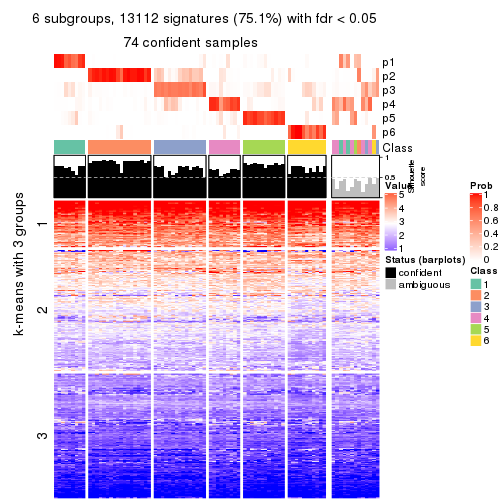 6 subgroups, 13112 signatures (75.1%) with fdr < 0.05
74 confident samples
p1
p2
p3
p4
p5
p6
Class
1
0.5
0
Silhouette
score
k-means with 3 groups
1
2
3
Value
5
4
3
2
1
Status (barplots)
confident
ambiguous
Prob
1
0.8
0.6
0.4
0.2
0
Class
1
2
3
4
5
6